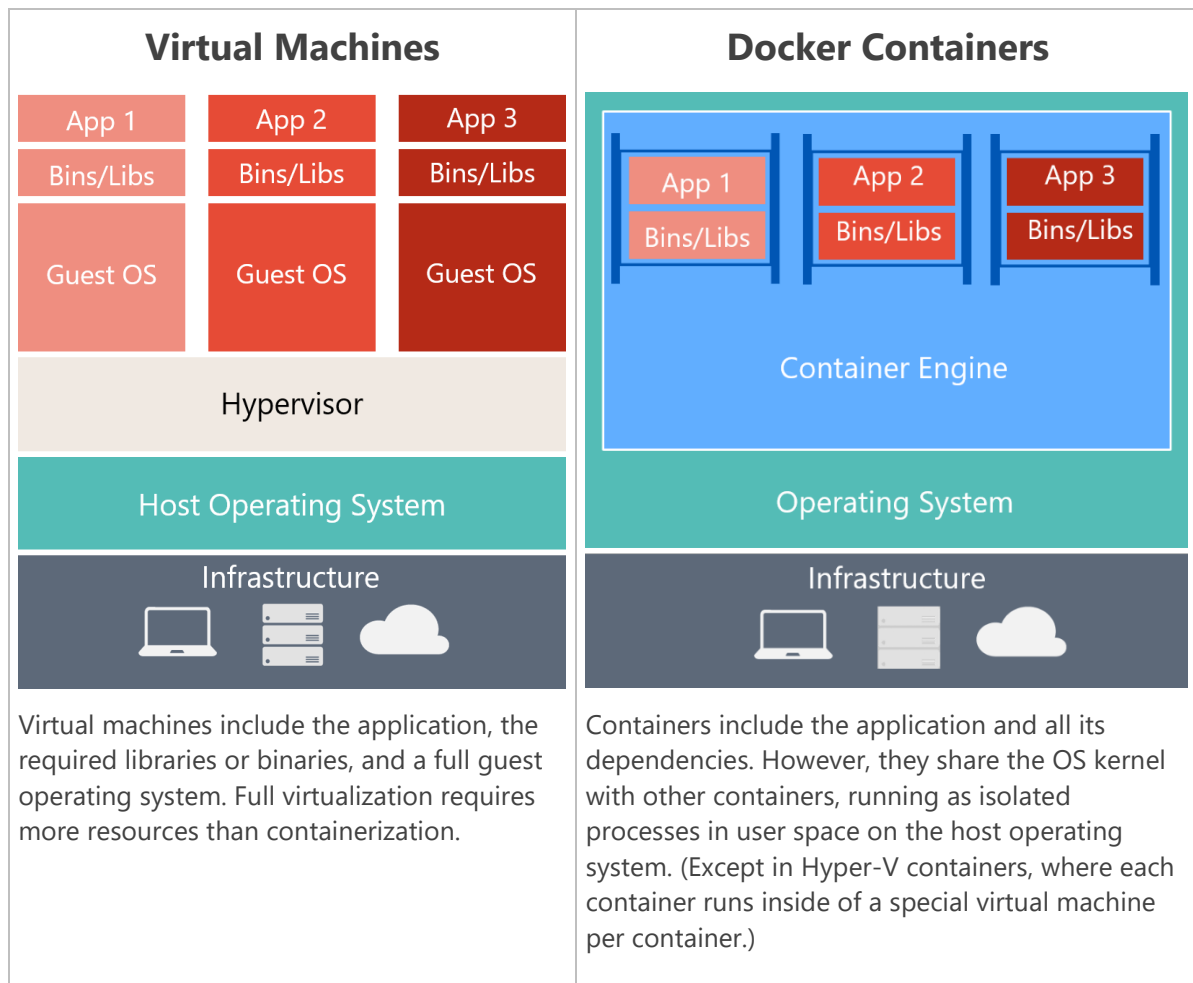 Virtual Machines
App 1
App 2
App 3
Bins/Libs
Bins/Libs
Bins/Libs
Guest OS
Guest OS
Guest OS
Hypervisor
Host Operating System
Infrastructure
Virtual machines include the application, the
required libraries or binaries, and a full guest
operating system. Full virtualization requires
more resources than containerization.
Docker Containers
App 1
App 2
App 3
Bins/Libs
Bins/Libs
Bins/Libs
Container Engine
Operating System
Infrastructure
Containers include the application and all its
dependencies. However, they share the OS kernel
with other containers, running as isolated
processes in user space on the host operating
system. (Except in Hyper-V containers, where each
container runs inside of a special virtual machine
per container.)